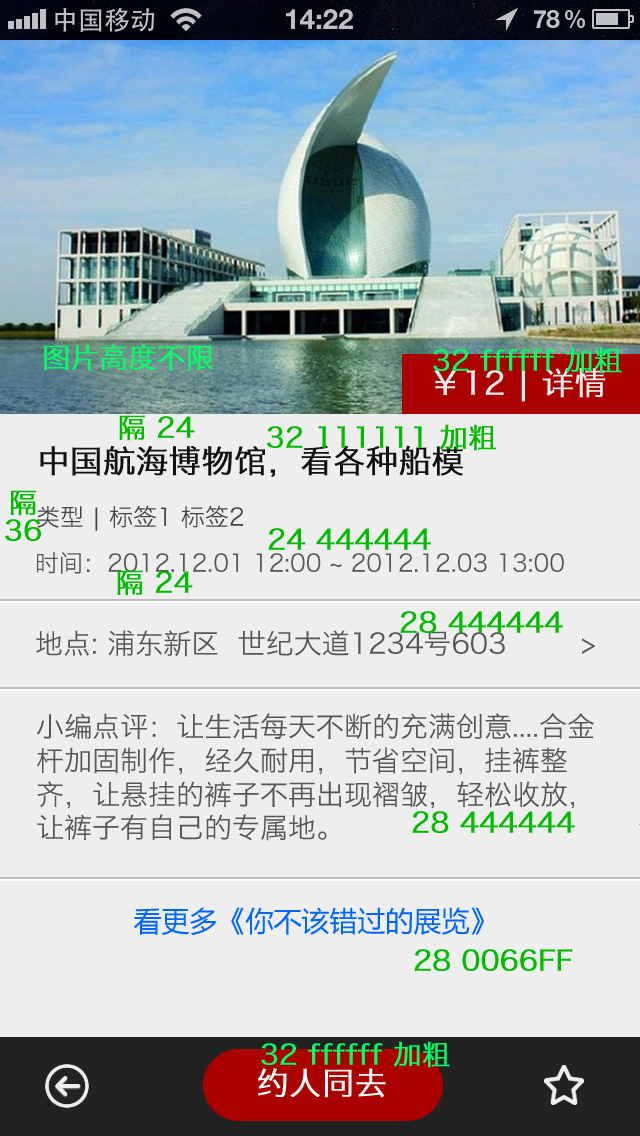 中国移动 14:22 78%
图片高度不限
32 ffffff 加粗
￥12 | 详情
隔 24
32 111111 加粗
中国航海博物馆，看各种船模
隔
36
类型 | 标签1 标签2
24 444444
时间：2012.12.01 12:00 ~ 2012.12.03 13:00
隔 24
28 444444
地点: 浦东新区 世纪大道1234号603 >
小编点评：让生活每天不断的充满创意....合金
杆加固制作，经久耐用，节省空间，挂裤整
齐，让悬挂的裤子不再出现褶皱，轻松收放，
让裤子有自己的专属地。
28 444444
看更多《你不该错过的展览》
28 0066FF
32 ffffff 加粗
约人同去